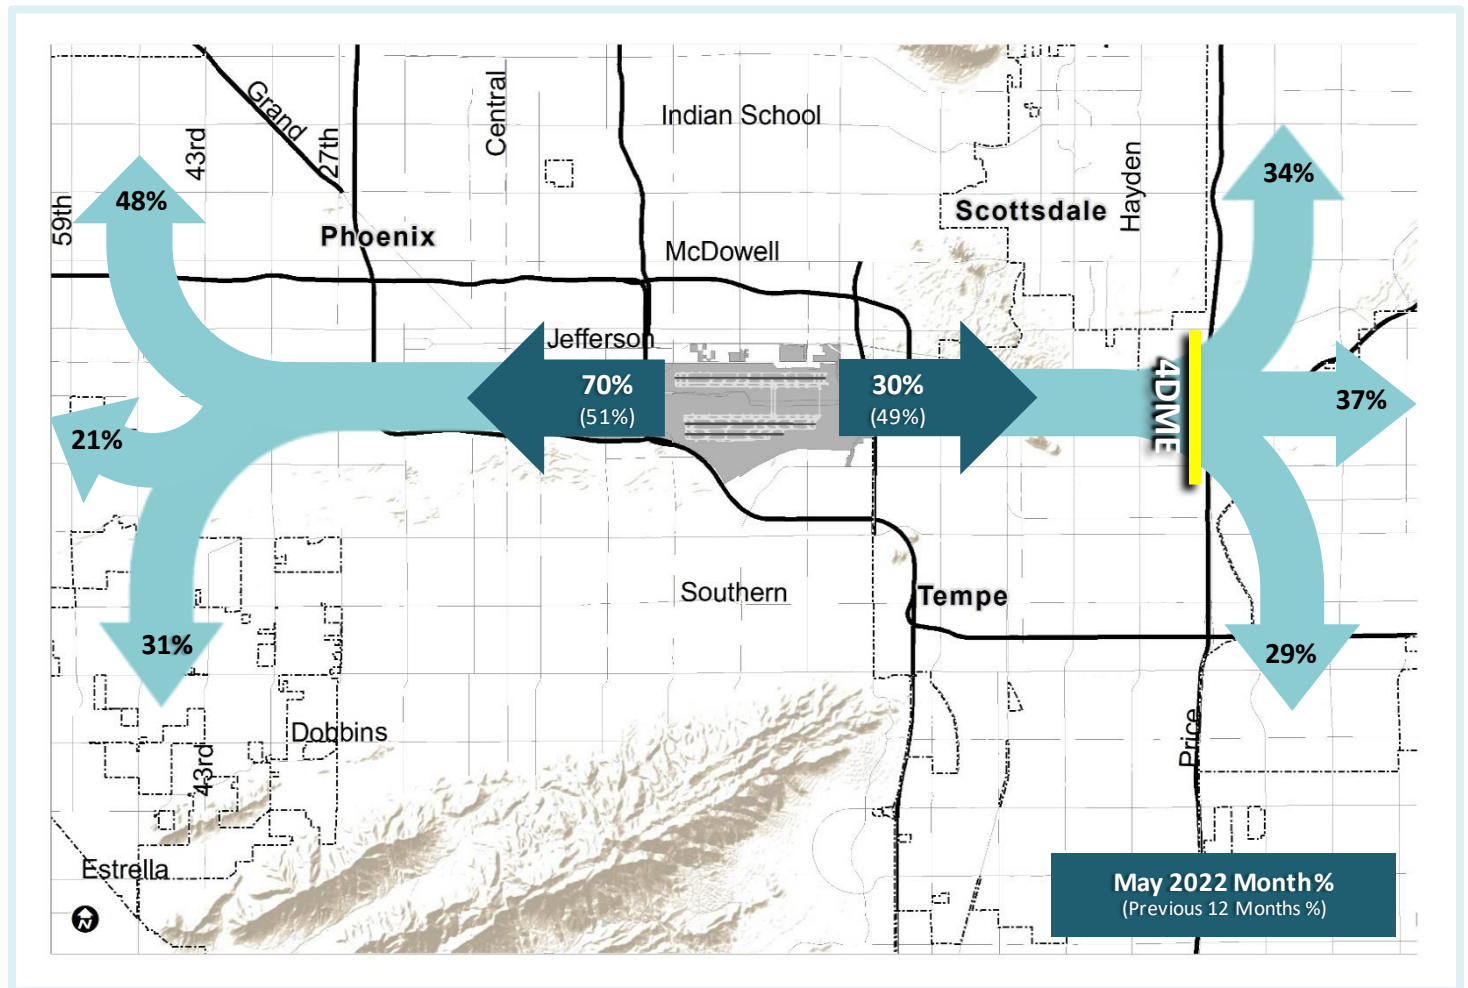 Grand
43rd
27th
Central
Indian School
Hayden
34%
48%
59th
Phoenix
Scottsdale
McDowell
Jefferson
70%
(51%)
30%
(49%)
4DME
37%
21%
Southern
Tempe
31%
29%
Dobbins
43rd
Price
Estrella
N
May 2022 Month %
(Previous 12 Months %)